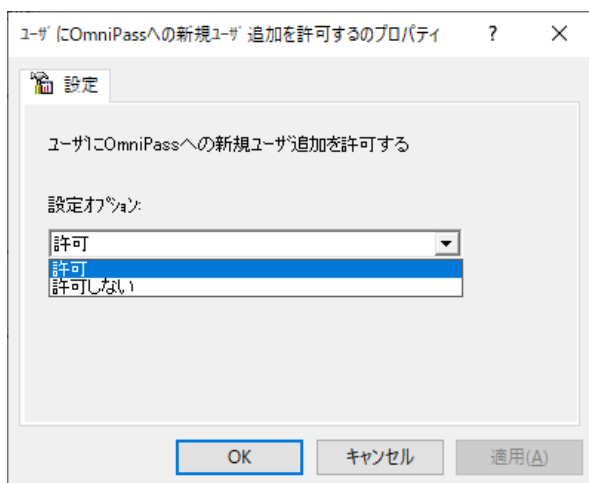 ユーザにOmniPassへの新規ユーザ追加を許可するのプロパティ ? ×
設定
ユーザにOmniPassへの新規ユーザ追加を許可する
設定オプション:
許可
許可
許可しない
OK キャンセル 適用(A)